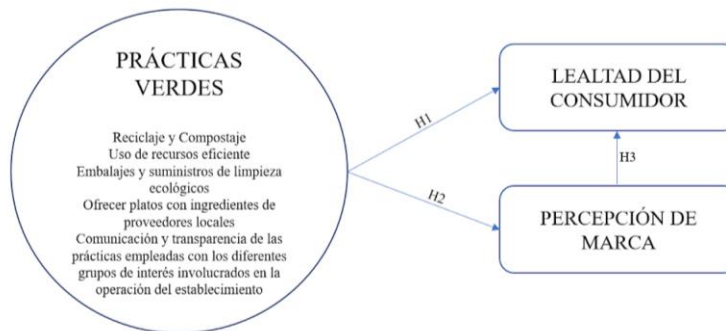 PRÁCTICAS
VERDES
Reciclaje y Compostaje
Uso de recursos eficiente
Embalajes y suministros de limpieza
ecológicos
Ofrecer platos con ingredientes de
proveedores locales
Comunicación y transparencia de las
prácticas empleadas con los diferentes
grupos de interés involucrados en la
operación del establecimiento
H1
H2
LEALTAD DEL
CONSUMIDOR
H3
PERCEPCIÓN DE
MARCA